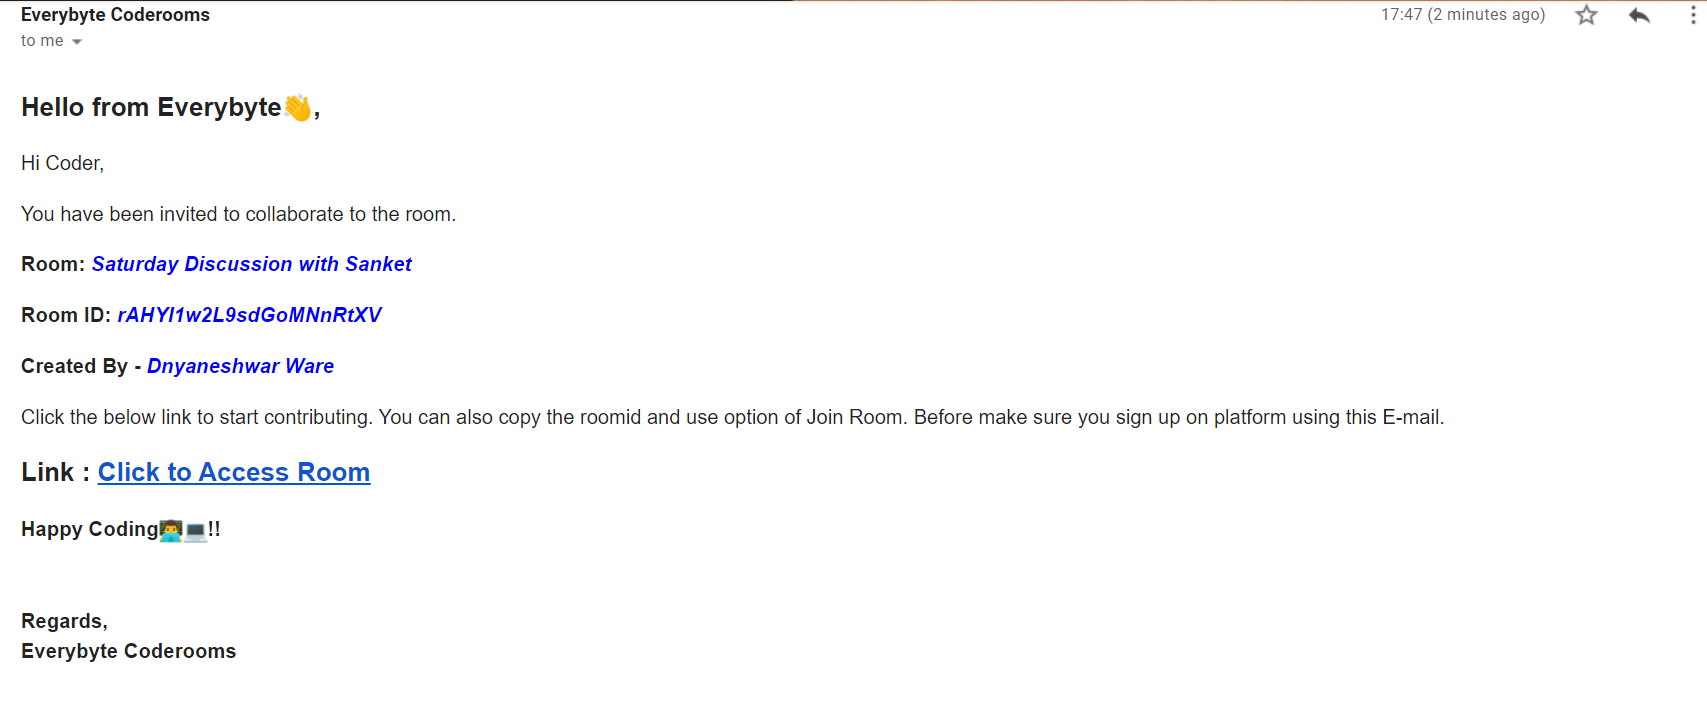 Everybyte Coderooms
17:47 (2 minutes ago)
to me
Hello from Everybyte👋,
Hi Coder,
You have been invited to collaborate to the room.
Room: Saturday Discussion with Sanket
Room ID: rAHYI1w2L9sdGoMNnRtXV
Created By - Dnyaneshwar Ware
Click the below link to start contributing. You can also copy the roomid and use option of Join Room. Before make sure you sign up on platform using this E-mail.
Link : Click to Access Room
Happy Coding👨‍💻💻!!
Regards,
Everybyte Coderooms